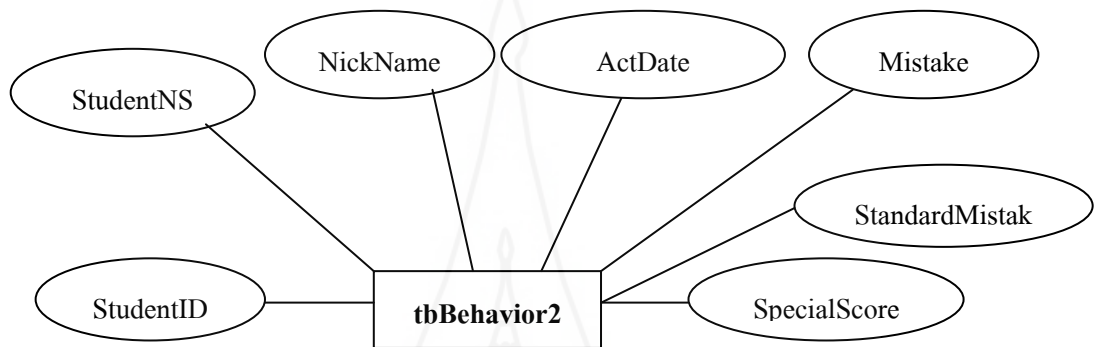 NickName
ActDate
Mistake
StudentNS
StandardMistak
StudentID
tbBehavior2
SpecialScore